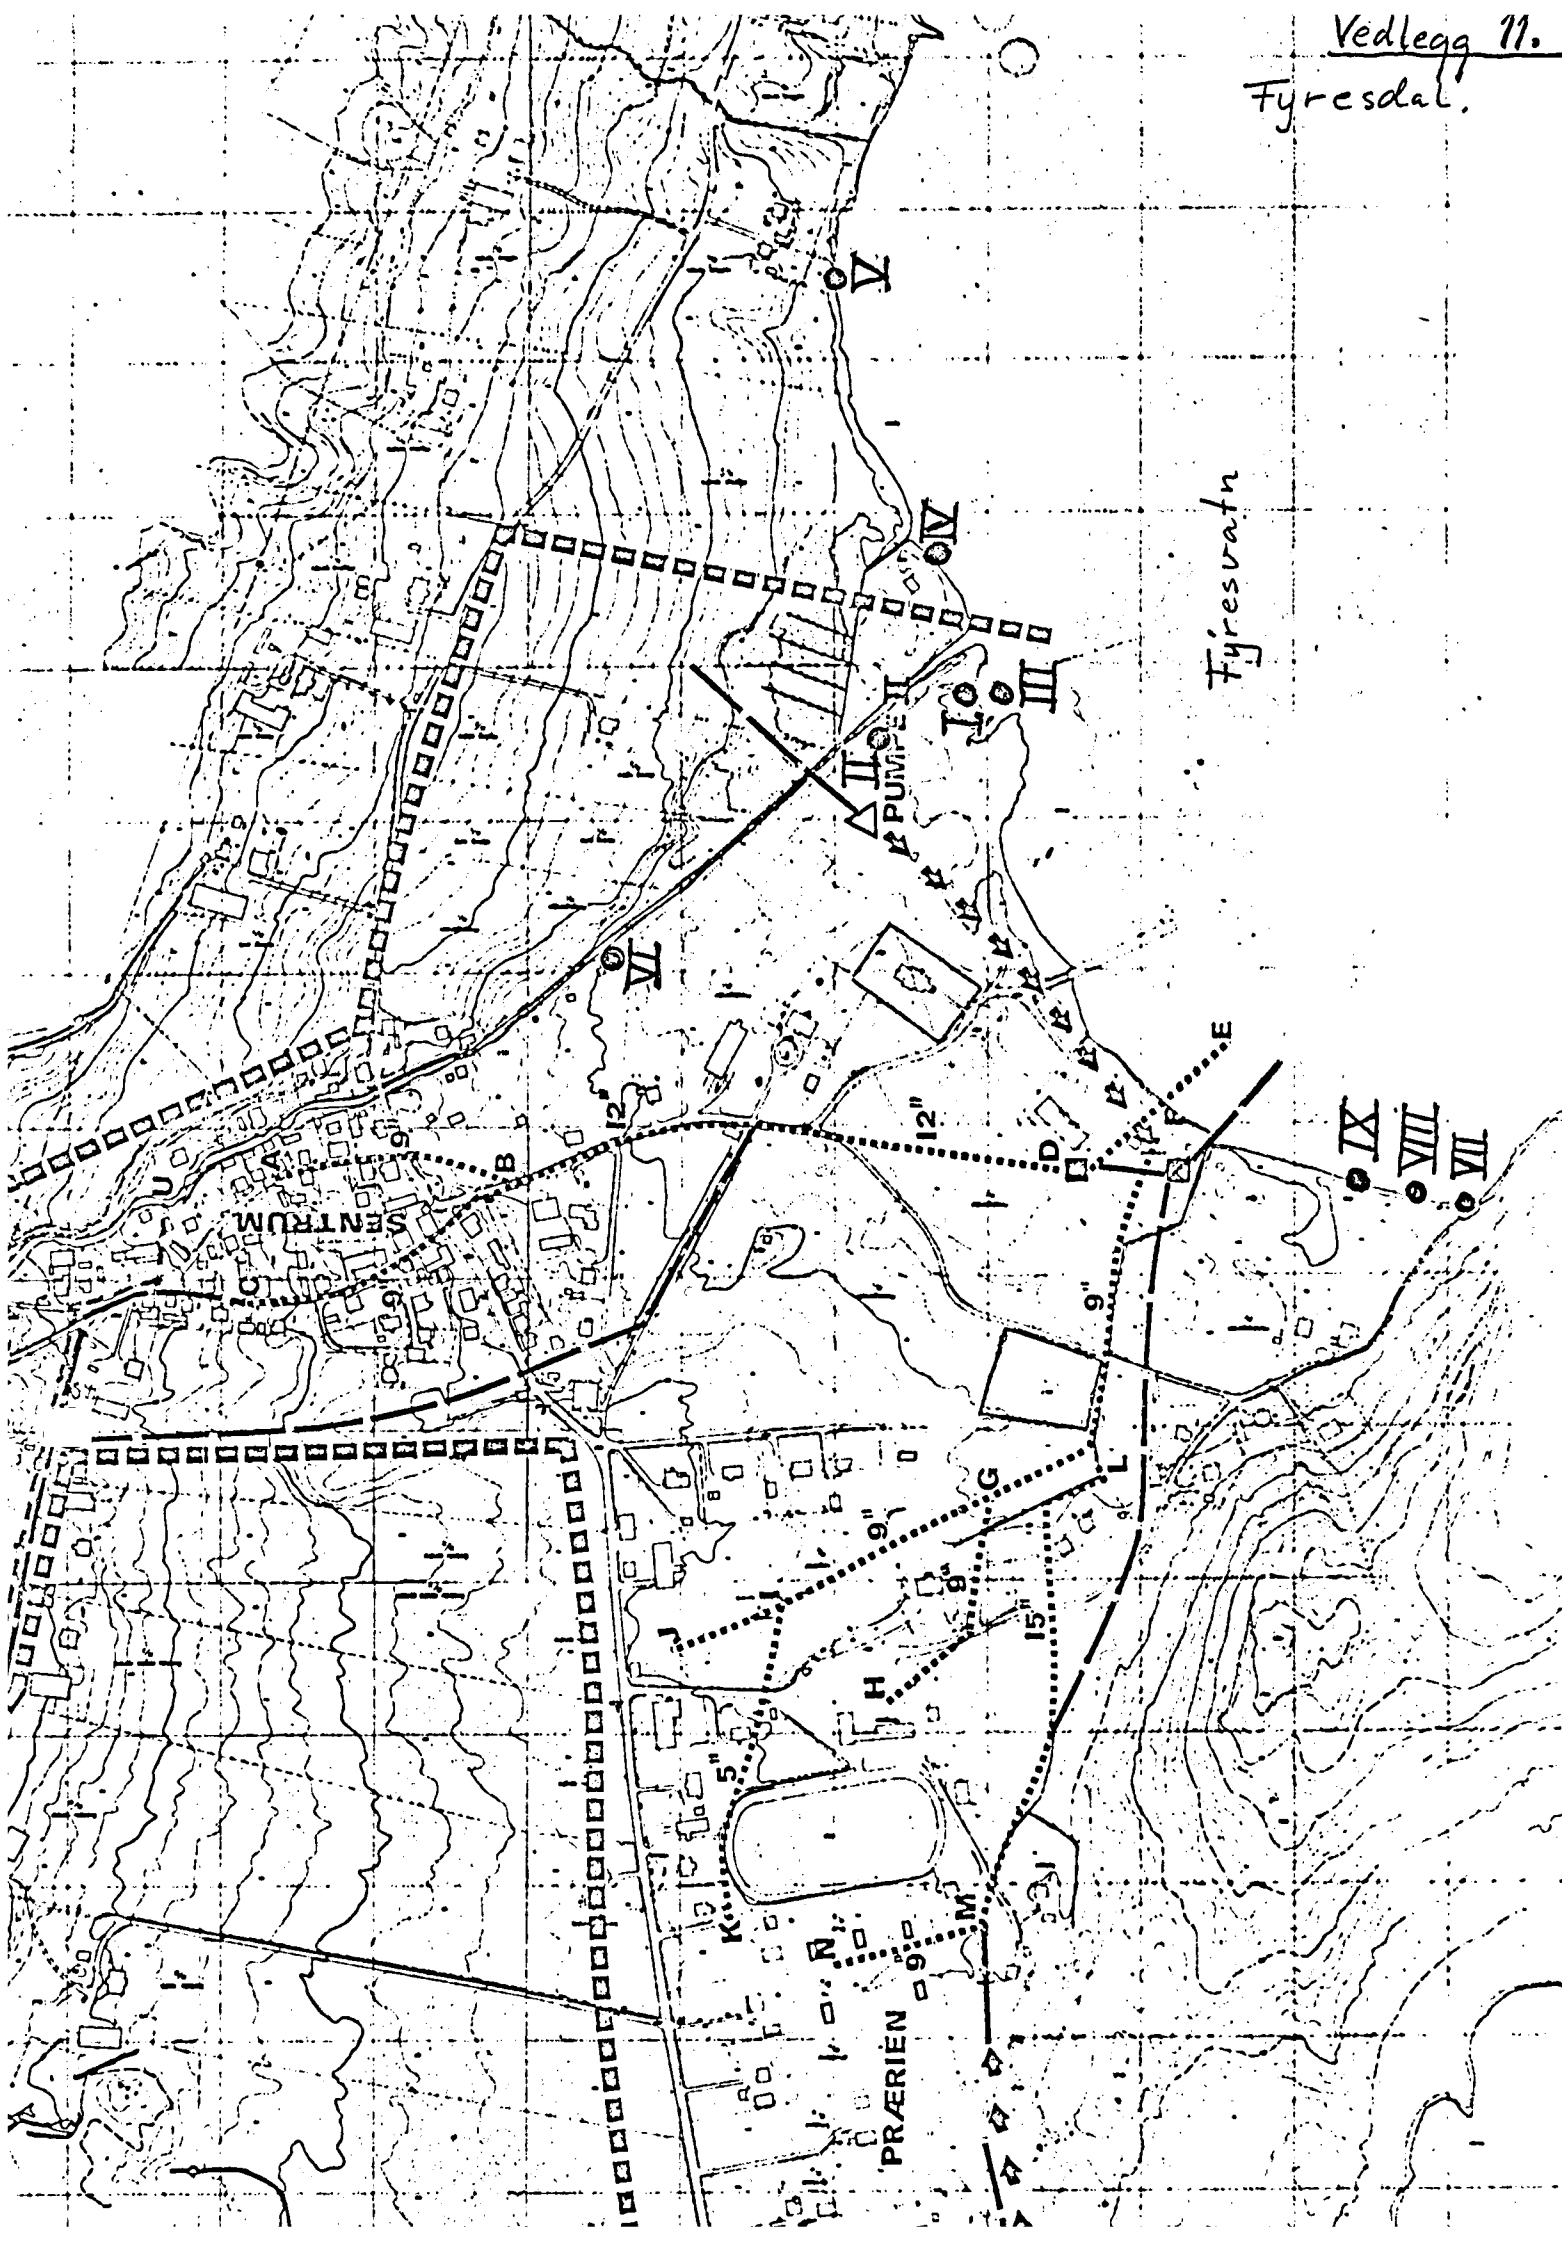 Vedlegg 11.
Fyresdal.
V
IV
Fyresvatn
III
I
II
PUMPE II
VI
E
12"
12"
D
F
IX
VIII
VII
A
9"
B
SENTRUM
C
9"
9"
L
G
9"
I
J
9"
15"
H
5"
K
M
N
9"
PRÆRIEN